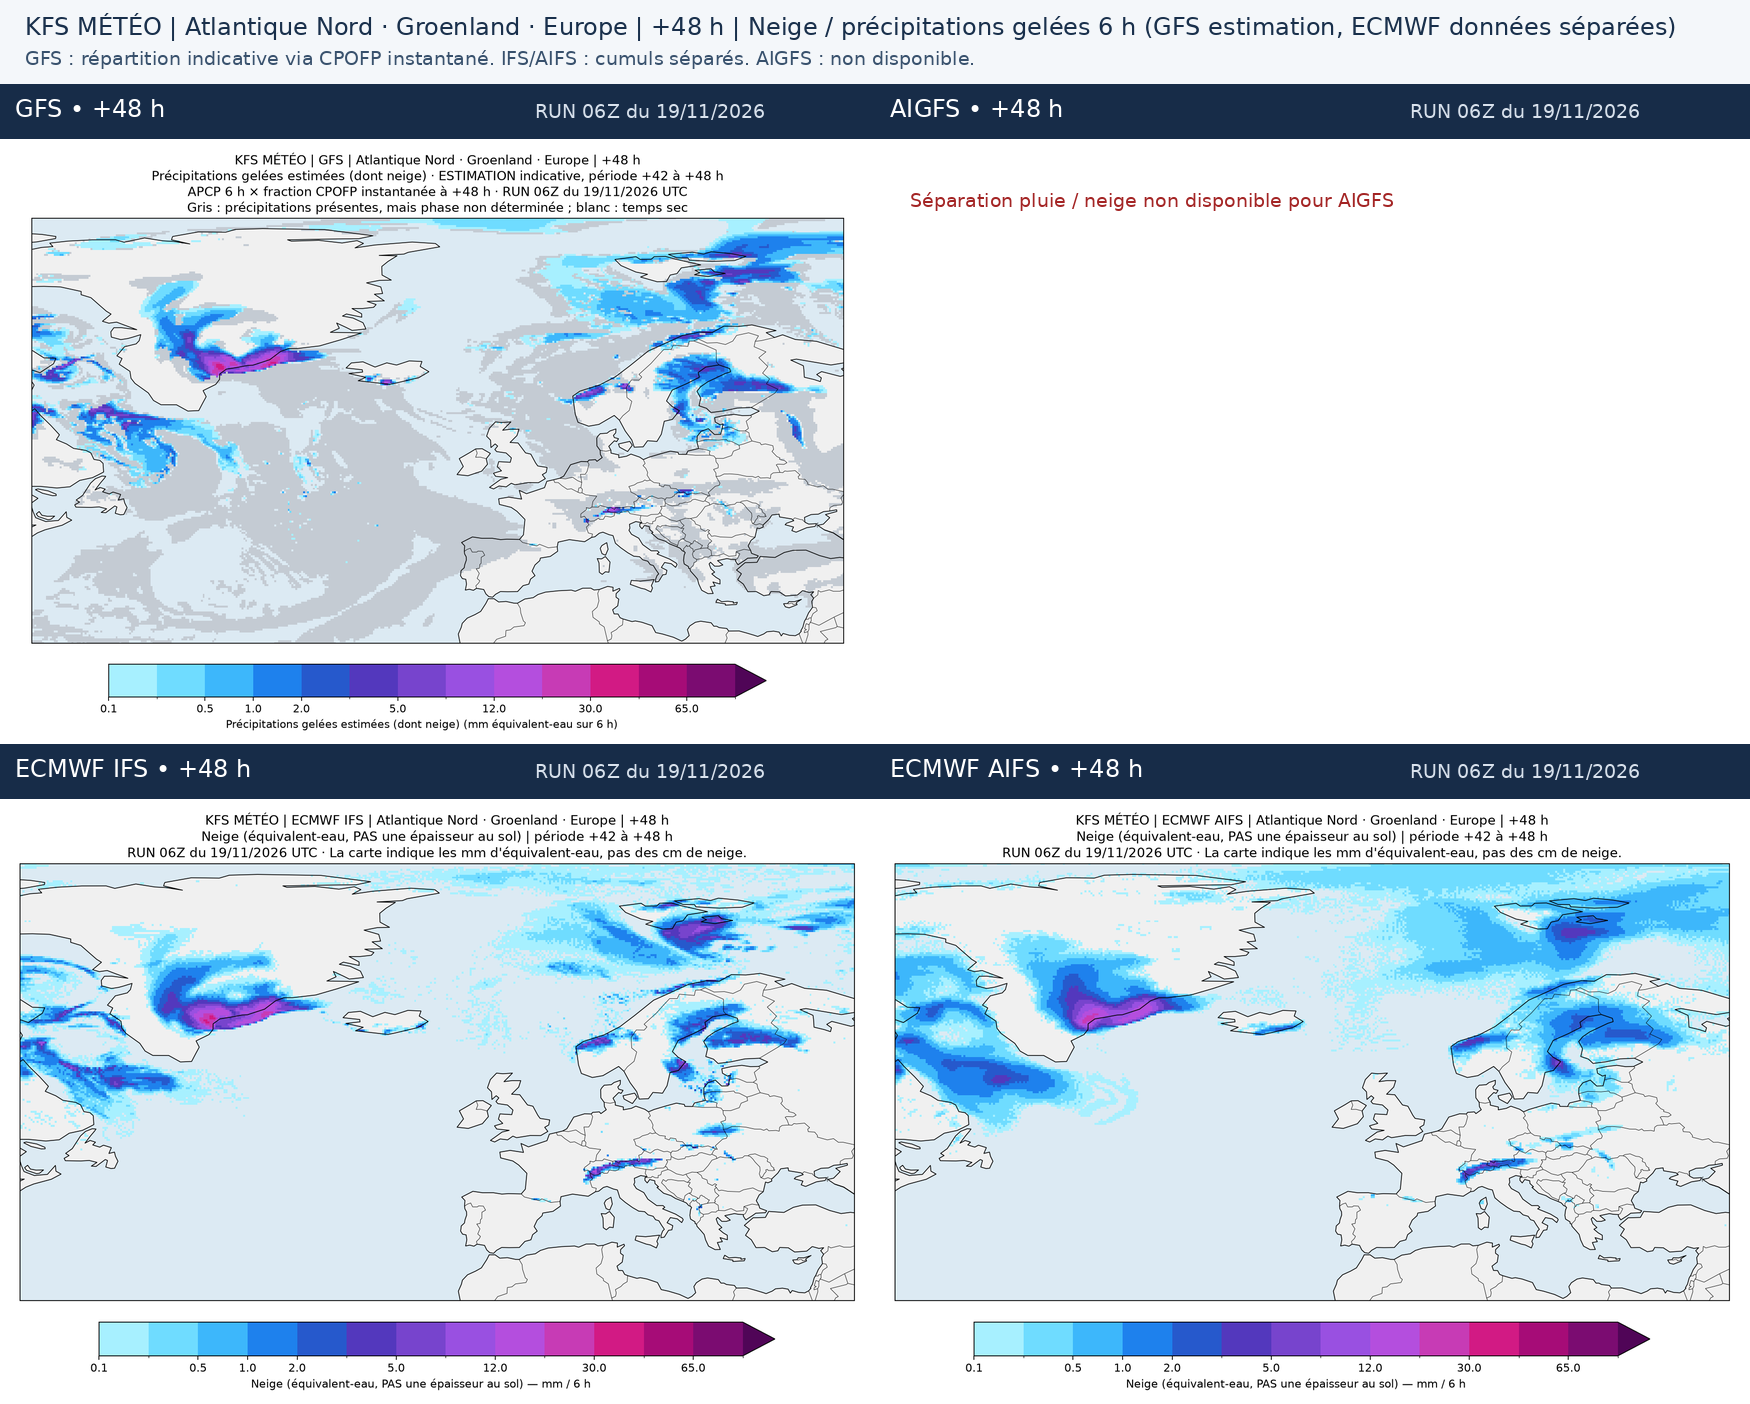 KFS MÉTÉO | Atlantique Nord · Groenland · Europe | +48 h | Neige / précipitations gelées 6 h (GFS estimation, ECMWF données séparées)
GFS : répartition indicative via CPOFP instantané. IFS/AIFS : cumuls séparés. AIGFS : non disponible.
GFS • +48 h
RUN 06Z du 19/11/2026
AIGFS • +48 h
RUN 06Z du 19/11/2026
KFS MÉTÉO | GFS | Atlantique Nord · Groenland · Europe | +48 h
Précipitations gelées estimées (dont neige) · ESTIMATION indicative, période +42 à +48 h
APCP 6 h × fraction CPOFP instantanée à +48 h · RUN 06Z du 19/11/2026 UTC
Gris : précipitations présentes, mais phase non déterminée ; blanc : temps sec
Séparation pluie / neige non disponible pour AIGFS
0.1 0.5 1.0 2.0 5.0 12.0 30.0 65.0
Précipitations gelées estimées (dont neige) (mm équivalent-eau sur 6 h)
ECMWF IFS • +48 h
RUN 06Z du 19/11/2026
ECMWF AIFS • +48 h
RUN 06Z du 19/11/2026
KFS MÉTÉO | ECMWF IFS | Atlantique Nord · Groenland · Europe | +48 h
Neige (équivalent-eau, PAS une épaisseur au sol) | période +42 à +48 h
RUN 06Z du 19/11/2026 UTC · La carte indique les mm d'équivalent-eau, pas des cm de neige.
KFS MÉTÉO | ECMWF AIFS | Atlantique Nord · Groenland · Europe | +48 h
Neige (équivalent-eau, PAS une épaisseur au sol) | période +42 à +48 h
RUN 06Z du 19/11/2026 UTC · La carte indique les mm d'équivalent-eau, pas des cm de neige.
0.1 0.5 1.0 2.0 5.0 12.0 30.0 65.0
Neige (équivalent-eau, PAS une épaisseur au sol) — mm / 6 h
0.1 0.5 1.0 2.0 5.0 12.0 30.0 65.0
Neige (équivalent-eau, PAS une épaisseur au sol) — mm / 6 h